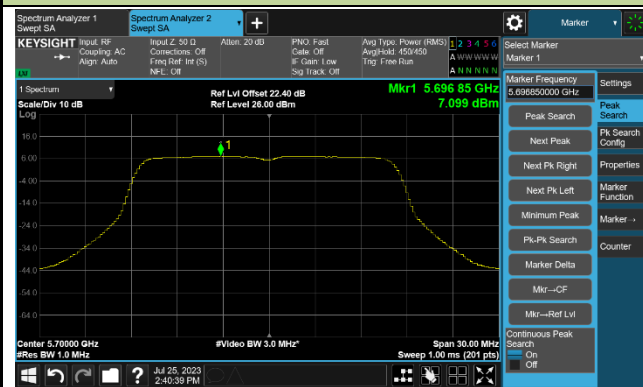 Spectrum Analyzer 1
Swept SA
Spectrum Analyzer 2
Swept SA
Marker
KEYSIGHT
Input: RF
Coupling: AC
Align: Auto
Input Z: 50 Ω
Corrections: Off
Freq Ref: Int (S)
NFE: Off
Atten: 20 dB
PNO: Fast
Gate: Off
IF Gain: Low
Sig Track: Off
Avg Type: Power (RMS)
Avg|Hold: 450/450
Trig: Free Run
1 2 3 4 5 6
A W W W W W
A N N N N N
LXI
Select Marker
Marker 1
1 Spectrum
Scale/Div 10 dB
Log
Ref Lvl Offset 22.40 dB
Ref Level 26.00 dBm
Mkr1 5.696 85 GHz
7.099 dBm
1
16.0
6.00
-4.00
-14.0
-24.0
-34.0
-44.0
-54.0
-64.0
Center 5.70000 GHz
#Res BW 1.0 MHz
#Video BW 3.0 MHz*
Span 30.00 MHz
Sweep 1.00 ms (201 pts)
Marker Frequency
5.696850000 GHz
Peak Search
Next Peak
Next Pk Right
Next Pk Left
Minimum Peak
Pk-Pk Search
Marker Delta
Mkr→CF
Mkr→Ref Lvl
Continuous Peak
Search
On
Off
Settings
Peak
Search
Pk Search
Config
Properties
Marker
Function
Marker→
Counter
Jul 25, 2023
2:40:39 PM